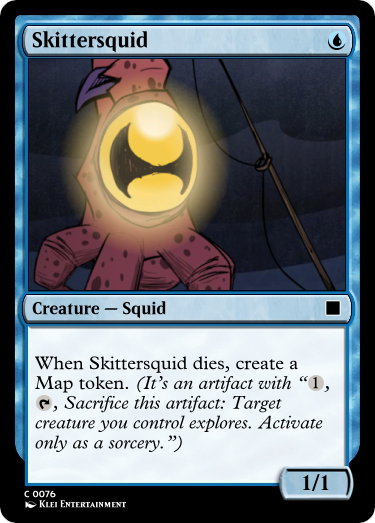 Skittersquid
Creature — Squid
When Skittersquid dies, create a
Map token. (It's an artifact with “1,
, Sacrifice this artifact: Target
creature you control explores. Activate
only as a sorcery.”)
1/1
C 0076
Klei Entertainment